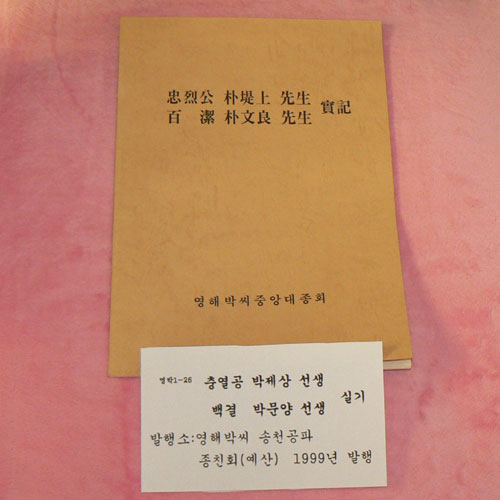 忠烈公 朴堤上 先生
百潔 朴文良 先生
實記
영해박씨중앙대종회
영박1-26 충열공 박제상 선생
백결 박문양 선생
실기
발행소:영해박씨 송천공파
종친회(예산) 1999년 발행